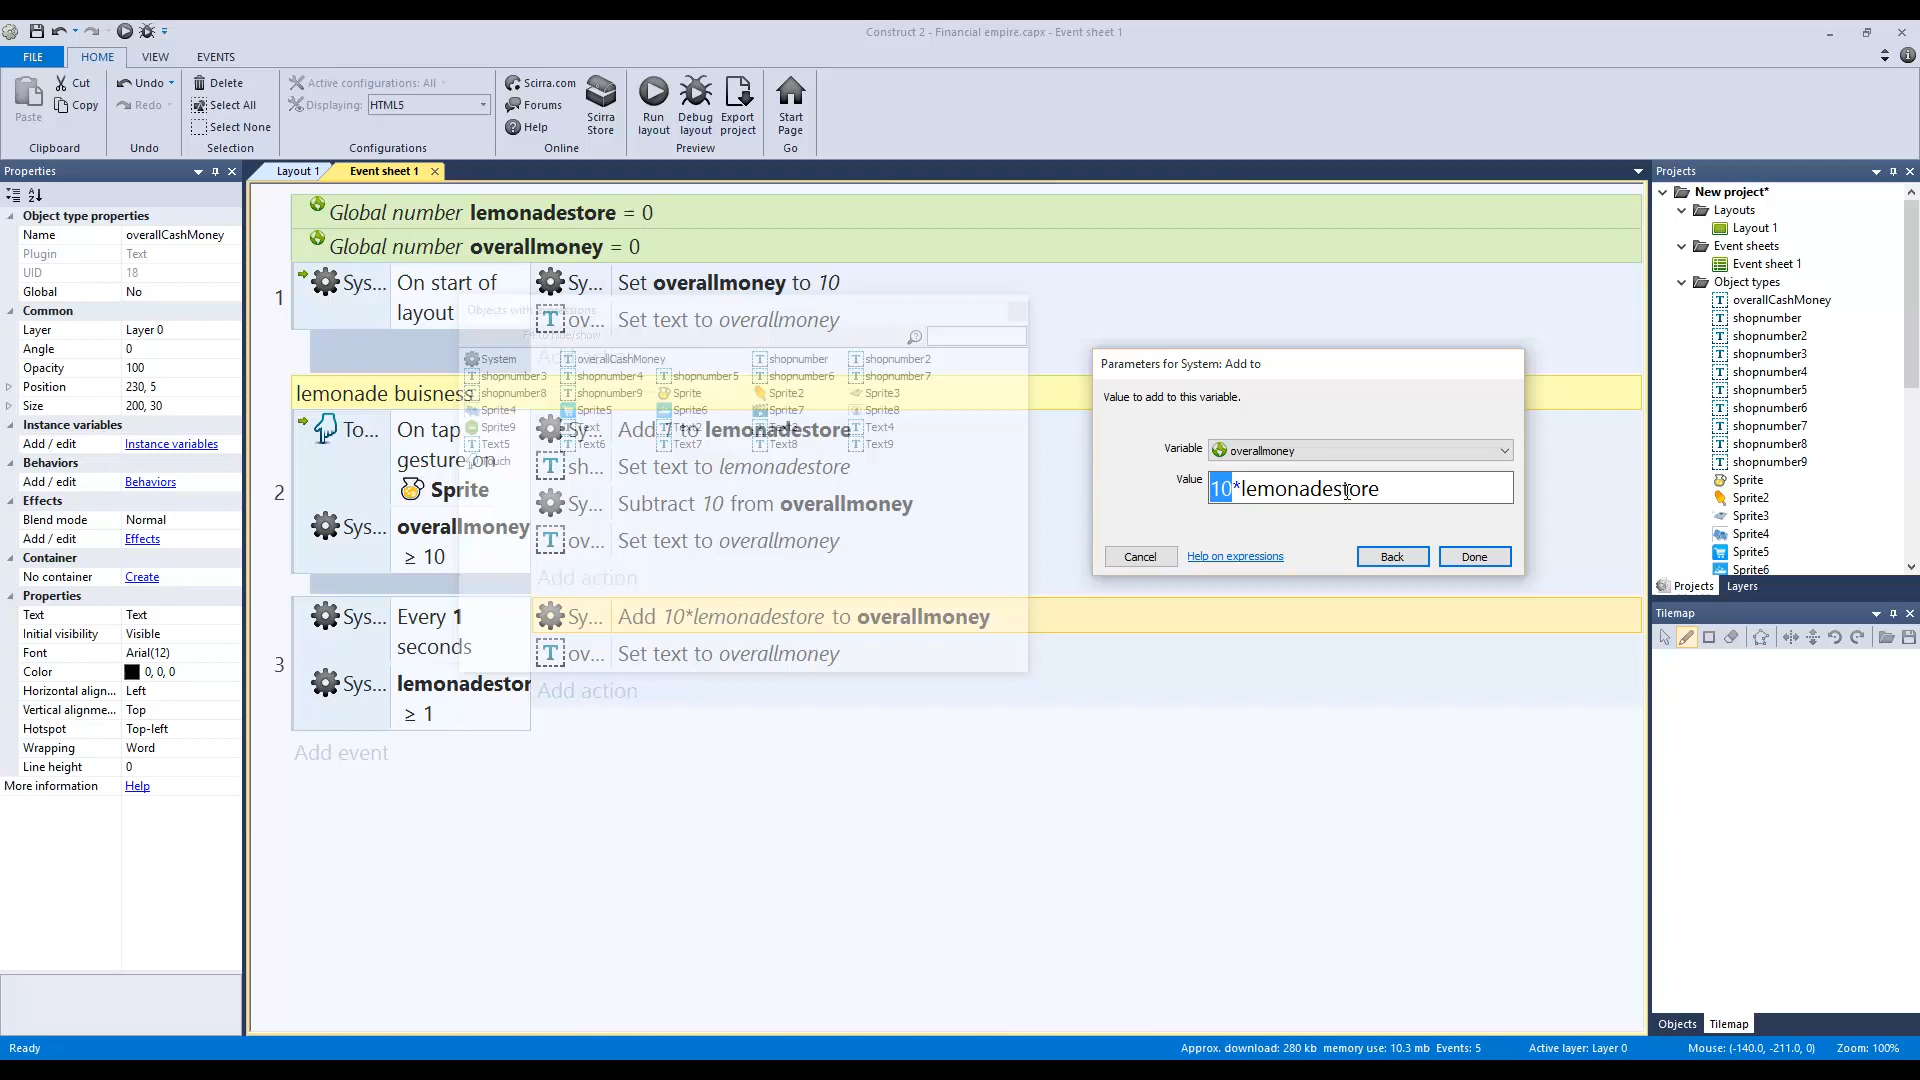 Construct 2 - Financial empire.capx - Event sheet 1
FILE
HOME
VIEW
EVENTS
Paste
Cut
Copy
Clipboard
Undo
Redo
Undo
Delete
Select All
Select None
Selection
Active configurations: All
Displaying:
HTML5
Configurations
Scirra.com
Forums
Help
Scirra Store
Online
Run layout
Debug layout
Export project
Preview
Start Page
Go
Properties
Object type properties
Name overallCashMoney
Plugin Text
UID 18
Global No
Common
Layer Layer 0
Angle 0
Opacity 100
Position 230, 5
Size 200, 30
Instance variables
Add / edit Instance variables
Behaviors
Add / edit Behaviors
Effects
Blend mode Normal
Add / edit Effects
Container
No container Create
Properties
Text Text
Initial visibility Visible
Font Arial(12)
Color 0, 0, 0
Horizontal align... Left
Vertical alignme... Top
Hotspot Top-left
Wrapping Word
Line height 0
More information Help
Layout 1
Event sheet 1
Global number lemonadestore = 0
Global number overallmoney = 0
1
Sys...
On start of layout
Sy... Set overallmoney to 10
ov... Set text to overallmoney
lemonade buisness
2
To...
On tap gesture on
Sprite
Sys...
overallmoney ≥ 10
Sy... Add 1 to lemonadestore
sh... Set text to lemonadestore
Sy... Subtract 10 from overallmoney
ov... Set text to overallmoney
Add action
3
Sys... Every 1 seconds
Sys... lemonadestor ≥ 1
Sy... Add 10*lemonadestore to overallmoney
ov... Set text to overallmoney
Add action
Add event
Objects with expressions
System overallCashMoney shopnumber shopnumber2
shopnumber3 shopnumber4 shopnumber5 shopnumber6 shopnumber7
shopnumber8 shopnumber9 Sprite Sprite2 Sprite3
Sprite4 Sprite5 Sprite6 Sprite7 Sprite8
Sprite9 Text Text2 Text3 Text4
Text5 Text6 Text7 Text8 Text9
Touch
Parameters for System: Add to
Value to add to this variable.
Variable overallmoney
Value 10*lemonadestore
Cancel
Help on expressions
Back
Done
Projects
New project*
Layouts
Layout 1
Event sheets
Event sheet 1
Object types
overallCashMoney
shopnumber
shopnumber2
shopnumber3
shopnumber4
shopnumber5
shopnumber6
shopnumber7
shopnumber8
shopnumber9
Sprite
Sprite2
Sprite3
Sprite4
Sprite5
Sprite6
Projects
Layers
Tilemap
Objects
Tilemap
Ready
Approx. download: 280 kb memory use: 10.3 mb Events: 5
Active layer: Layer 0
Mouse: (-140.0, -211.0, 0)
Zoom: 100%